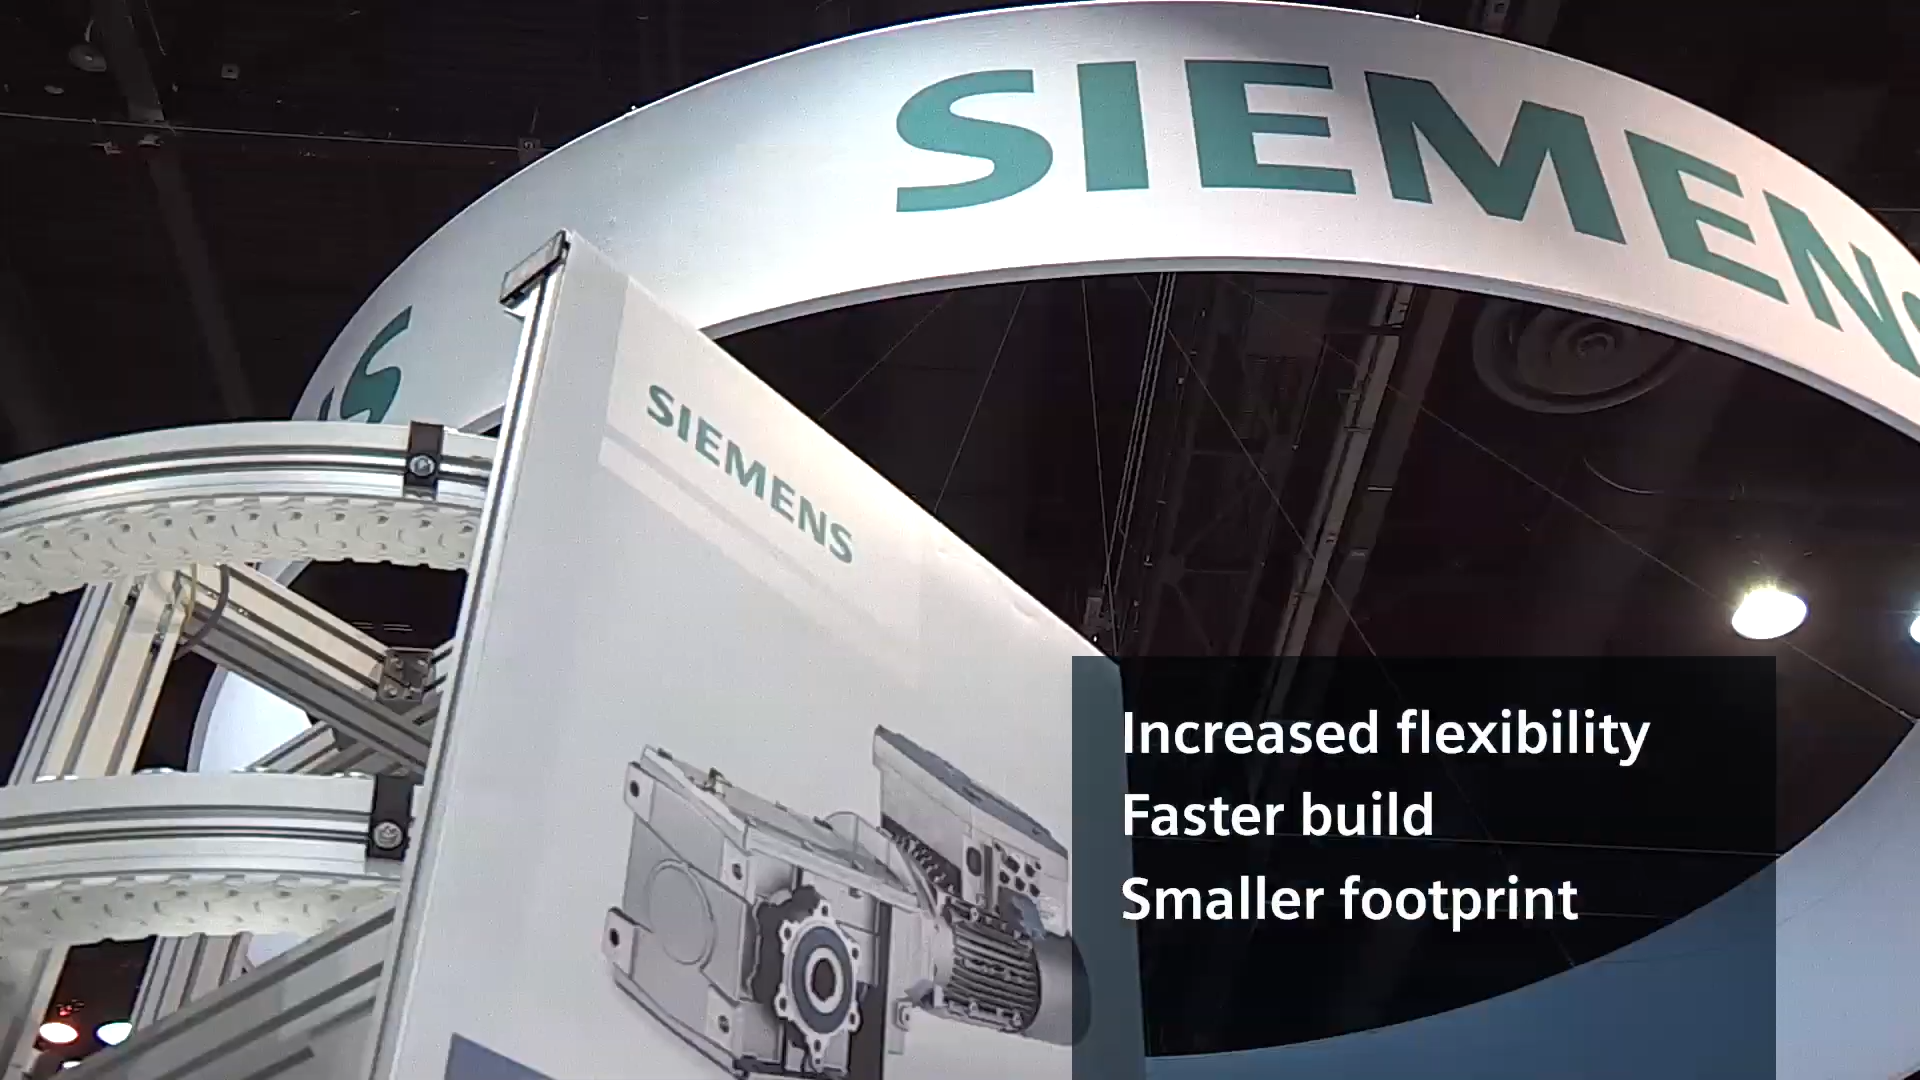 SIEMENS
S
SIEMENS
Increased flexibility
Faster build
Smaller footprint